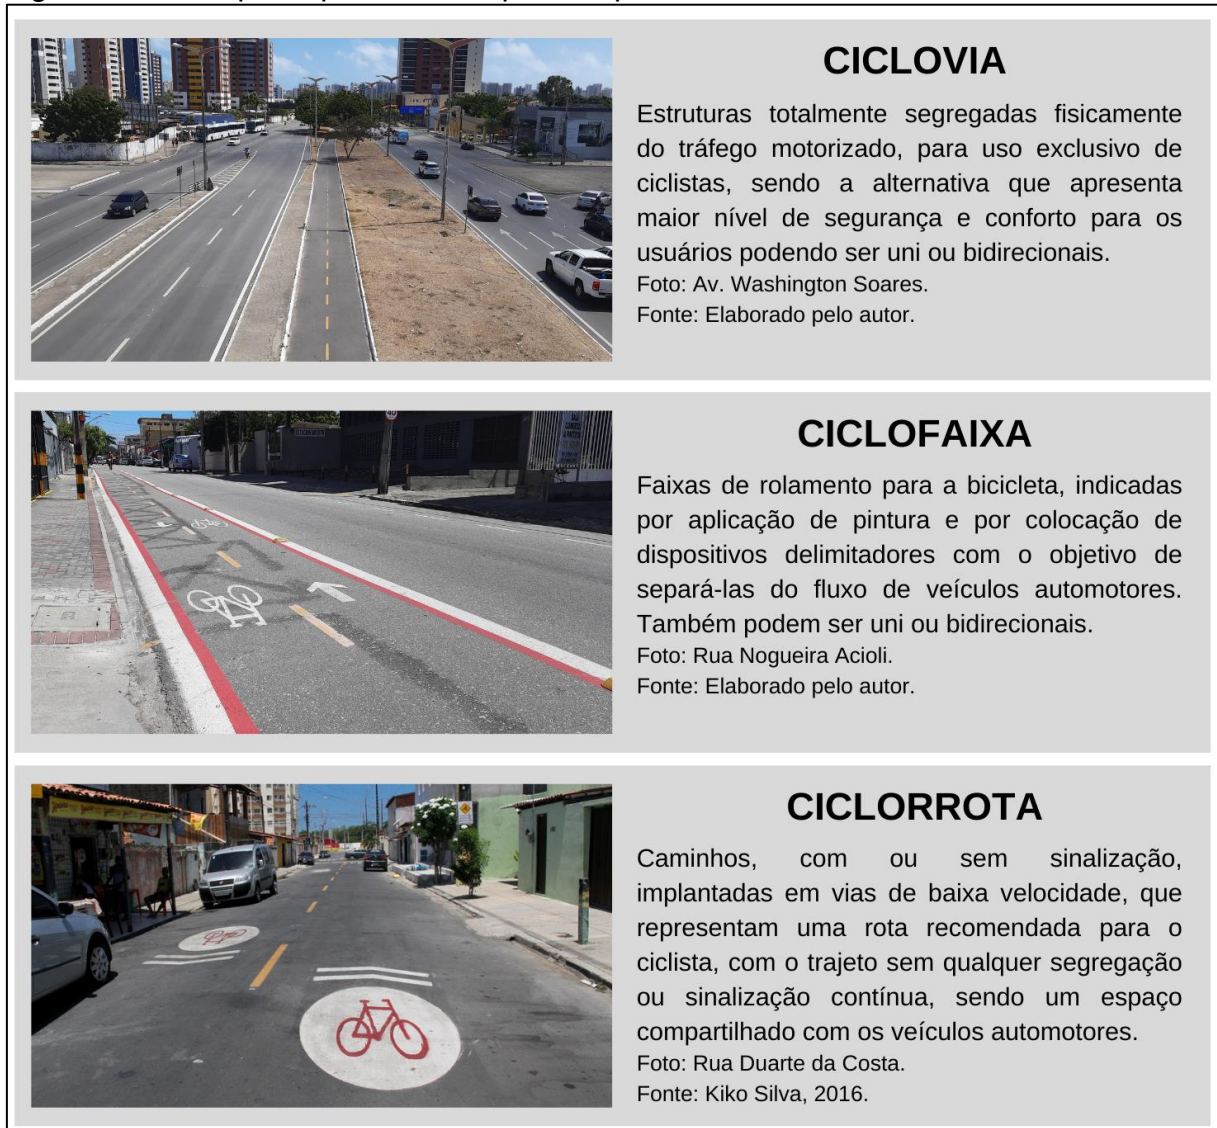 CICLOVIA
Estruturas totalmente segregadas fisicamente
do tráfego motorizado, para uso exclusivo de
ciclistas, sendo a alternativa que apresenta
maior nível de segurança e conforto para os
usuários podendo ser uni ou bidirecionais.
Foto: Av. Washington Soares.
Fonte: Elaborado pelo autor.
CICLOFAIXA
Faixas de rolamento para a bicicleta, indicadas
por aplicação de pintura e por colocação de
dispositivos delimitadores com o objetivo de
separá-las do fluxo de veículos automotores.
Também podem ser uni ou bidirecionais.
Foto: Rua Nogueira Acioli.
Fonte: Elaborado pelo autor.
CICLORROTA
Caminhos, com ou sem sinalização,
implantadas em vias de baixa velocidade, que
representam uma rota recomendada para o
ciclista, com o trajeto sem qualquer segregação
ou sinalização contínua, sendo um espaço
compartilhado com os veículos automotores.
Foto: Rua Duarte da Costa.
Fonte: Kiko Silva, 2016.